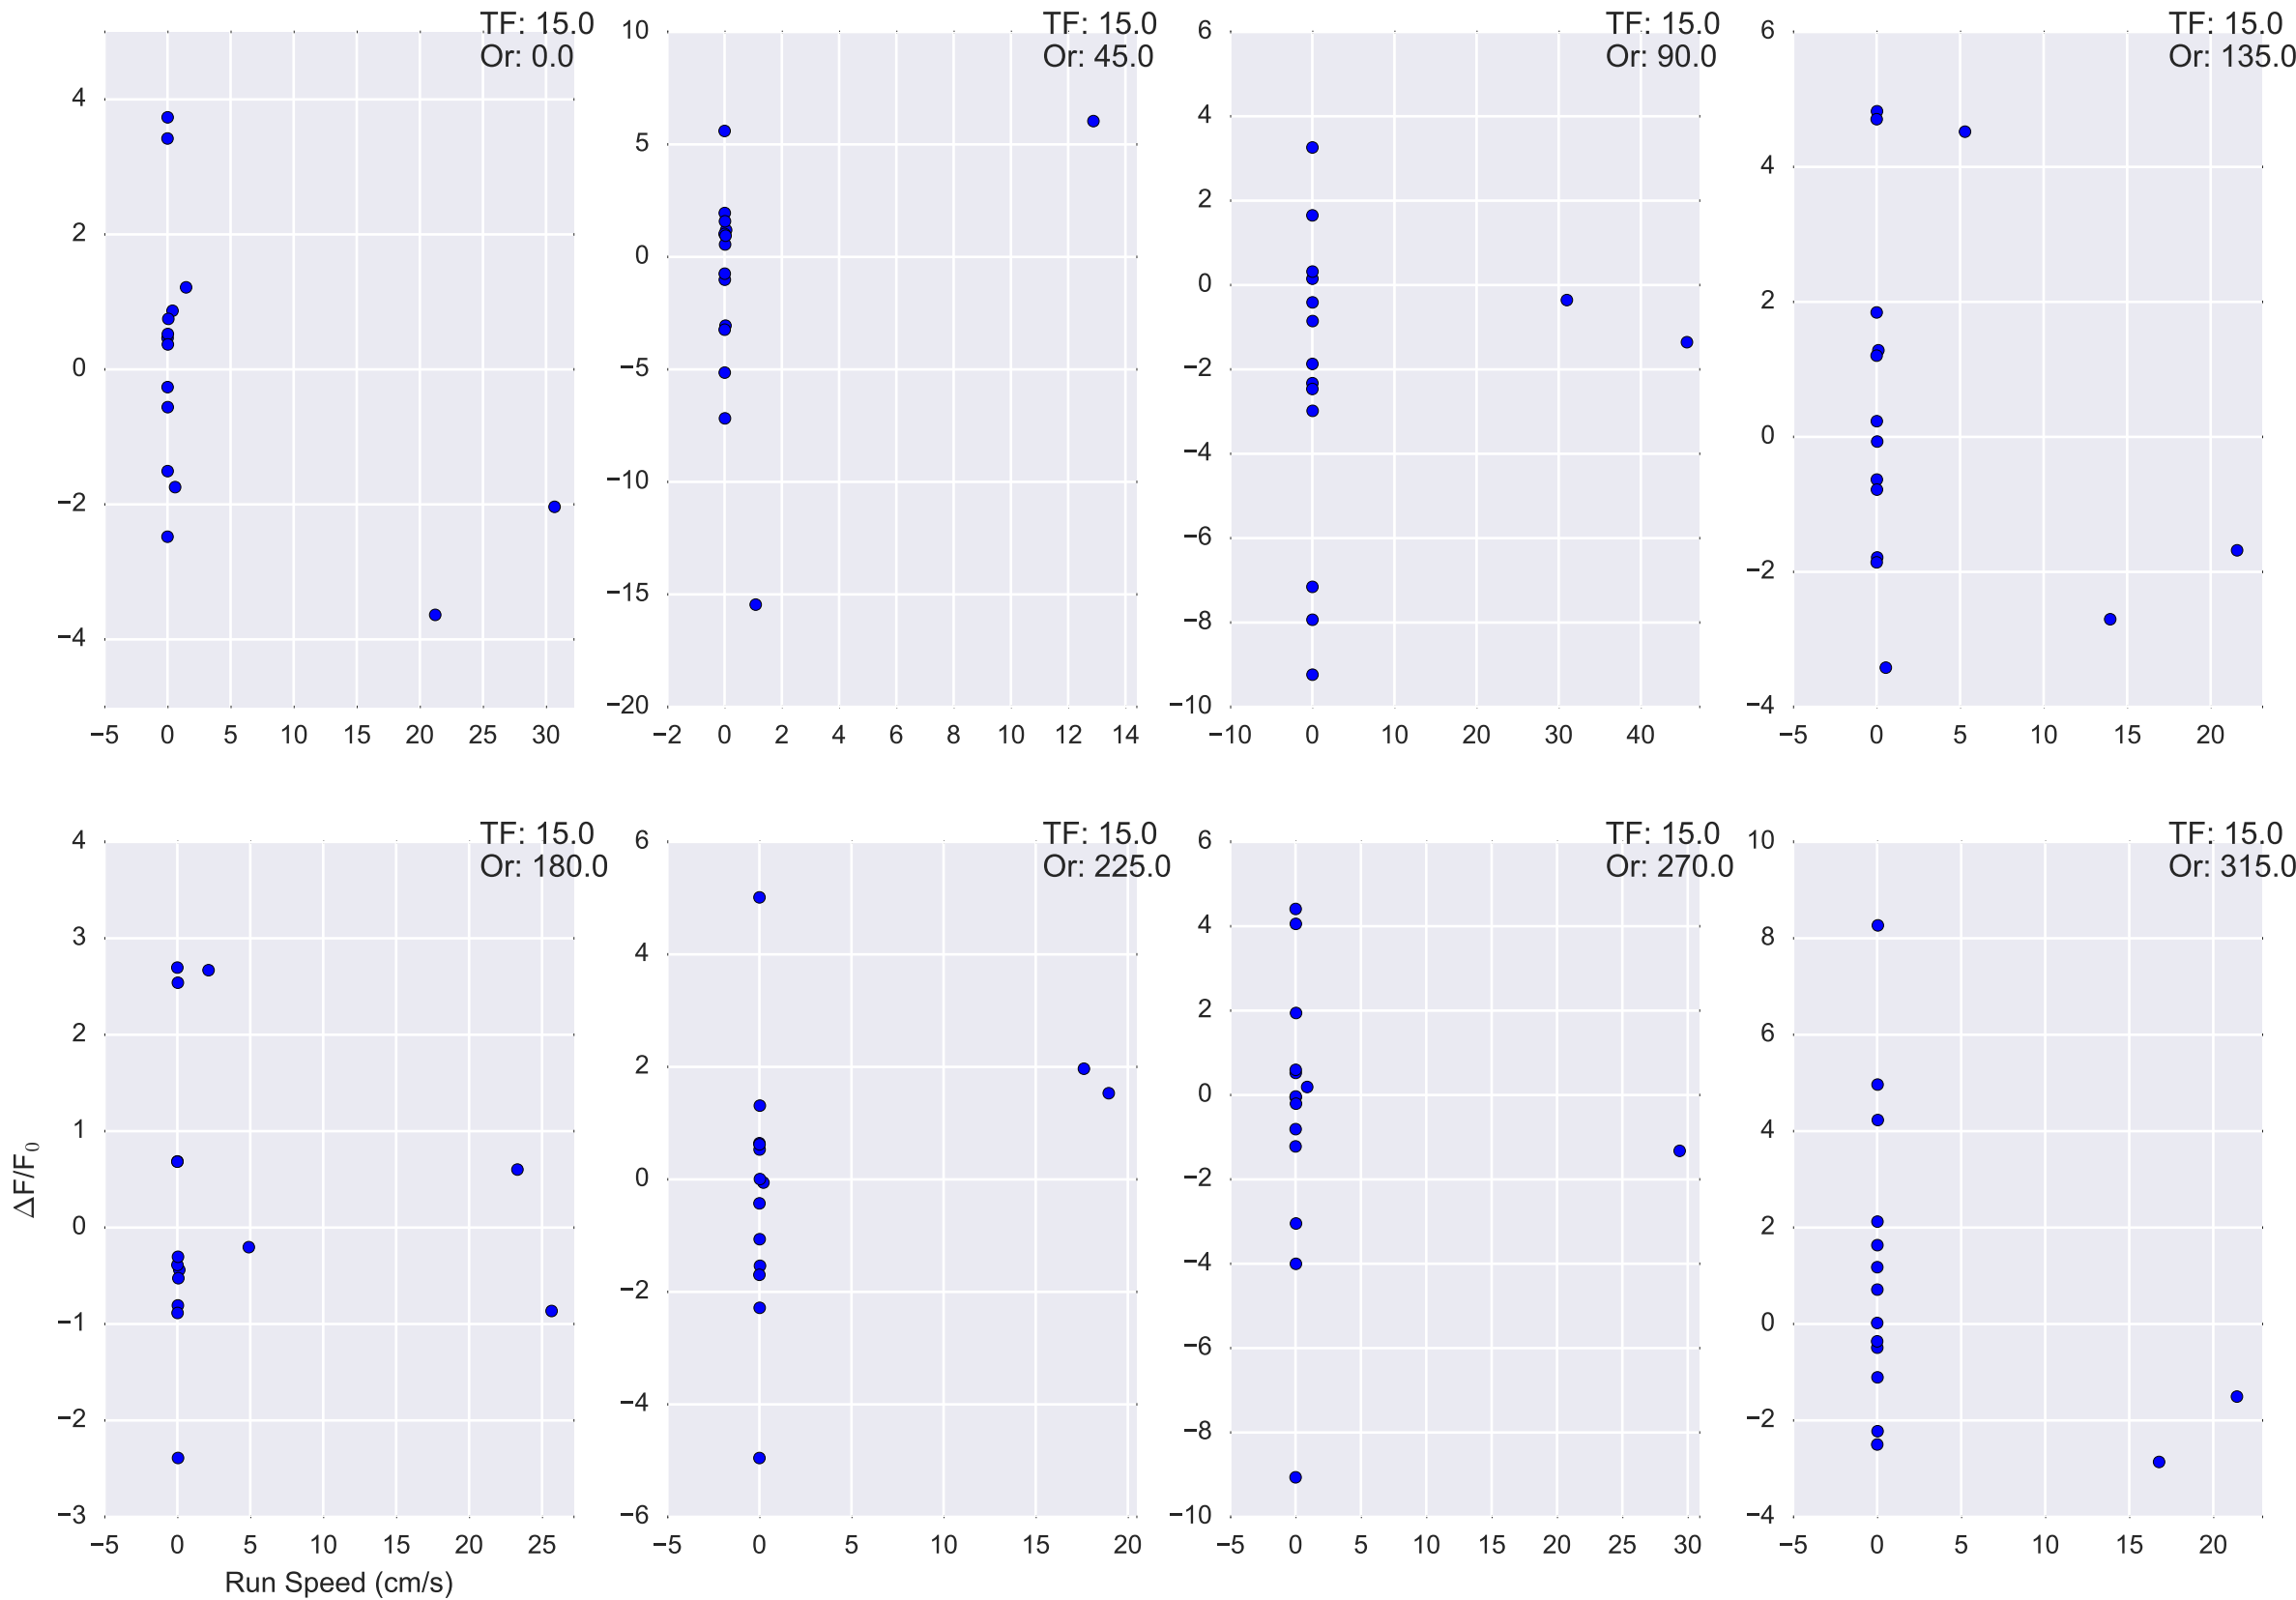 TF: 15.0
Or: 0.0
4
2
0
−2
−4
−5 0 5 10 15 20 25 30
TF: 15.0
Or: 45.0
10
5
0
−5
−10
−15
−20
−2 0 2 4 6 8 10 12 14
TF: 15.0
Or: 90.0
6
4
2
0
−2
−4
−6
−8
−10
−10 0 10 20 30 40
TF: 15.0
Or: 135.0
6
4
2
0
−2
−4
−5 0 5 10 15 20
TF: 15.0
Or: 180.0
4
3
2
1
0
−1
−2
−3
ΔF/F0
−5 0 5 10 15 20 25
Run Speed (cm/s)
TF: 15.0
Or: 225.0
6
4
2
0
−2
−4
−6
−5 0 5 10 15 20
TF: 15.0
Or: 270.0
6
4
2
0
−2
−4
−6
−8
−10
−5 0 5 10 15 20 25 30
TF: 15.0
Or: 315.0
10
8
6
4
2
0
−2
−4
−5 0 5 10 15 20